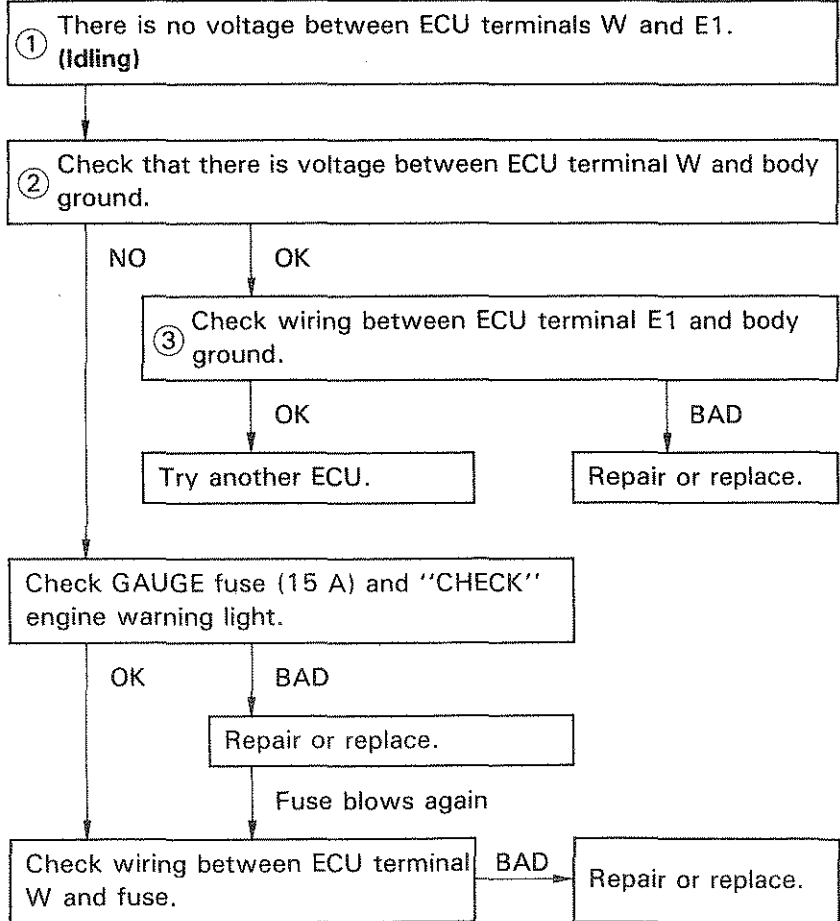 ① There is no voltage between ECU terminals W and E1.
(Idling)
② Check that there is voltage between ECU terminal W and body
ground.
NO
OK
③ Check wiring between ECU terminal E1 and body
ground.
OK
BAD
Try another ECU.
Repair or replace.
Check GAUGE fuse (15 A) and ''CHECK''
engine warning light.
OK
BAD
Repair or replace.
Fuse blows again
Check wiring between ECU terminal
W and fuse.
BAD
Repair or replace.